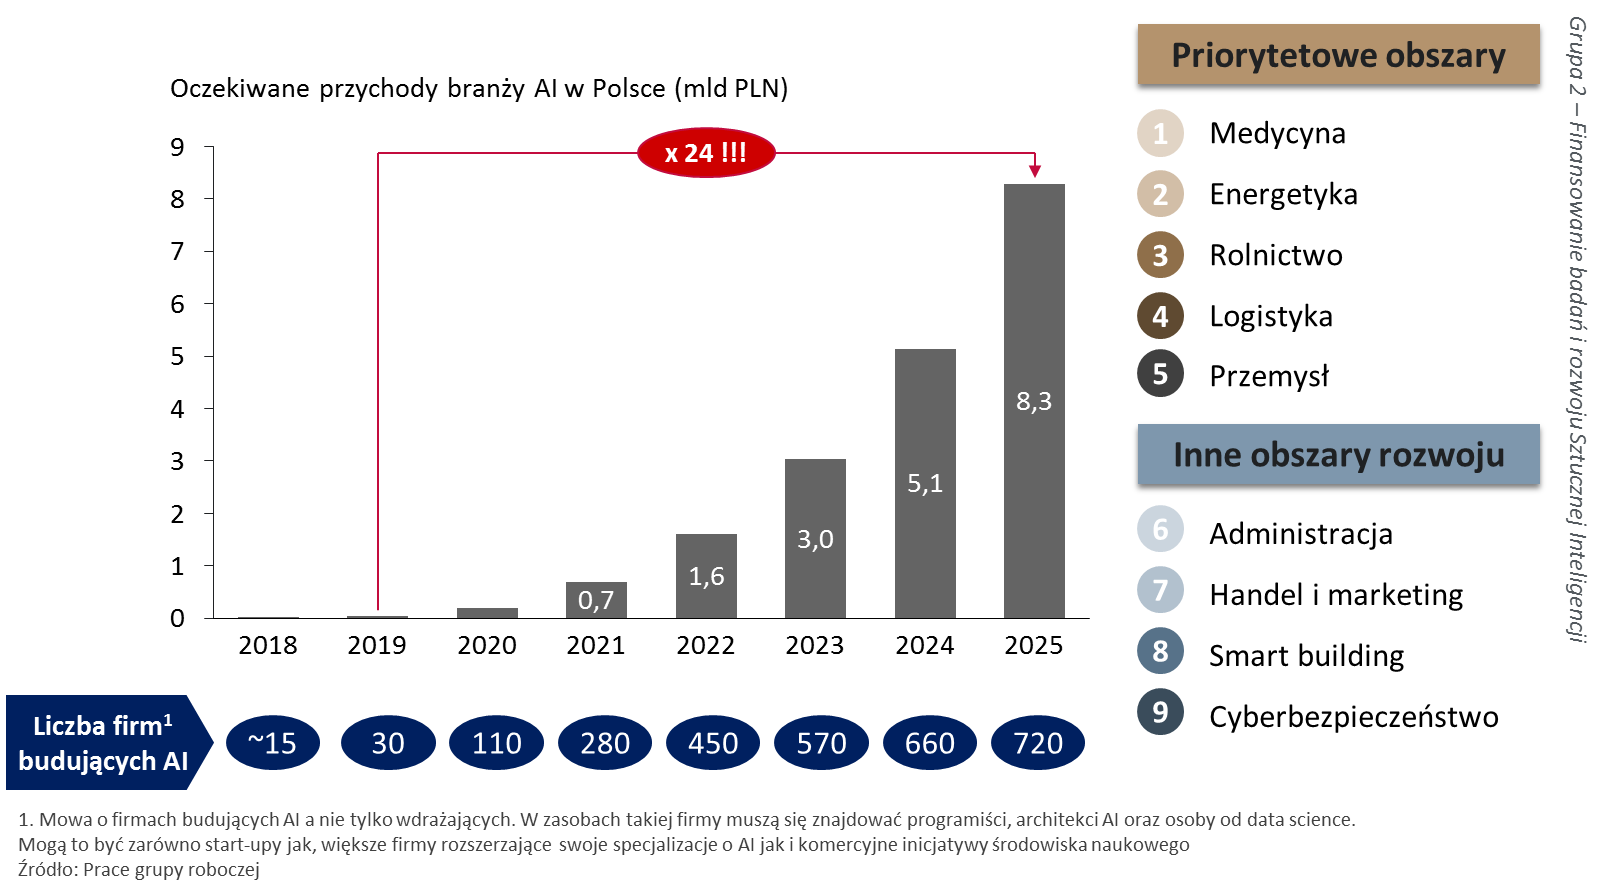 Oczekiwane przychody branży AI w Polsce (mld PLN)
9
8
7
6
5
4
3
2
1
0
x 24 !!!
0,7
1,6
3,0
5,1
8,3
2018 2019 2020 2021 2022 2023 2024 2025
Liczba firm¹
budujących AI
~15 30 110 280 450 570 660 720
Priorytetowe obszary
1 Medycyna
2 Energetyka
3 Rolnictwo
4 Logistyka
5 Przemysł
Inne obszary rozwoju
6 Administracja
7 Handel i marketing
8 Smart building
9 Cyberbezpieczeństwo
Grupa 2 – Finansowanie badań i rozwoju Sztucznej Inteligencji
1. Mowa o firmach budujących AI a nie tylko wdrażających. W zasobach takiej firmy muszą się znajdować programiści, architekci AI oraz osoby od data science.
Mogą to być zarówno start-upy jak, większe firmy rozszerzające swoje specjalizacje o AI jak i komercyjne inicjatywy środowiska naukowego
Źródło: Prace grupy roboczej